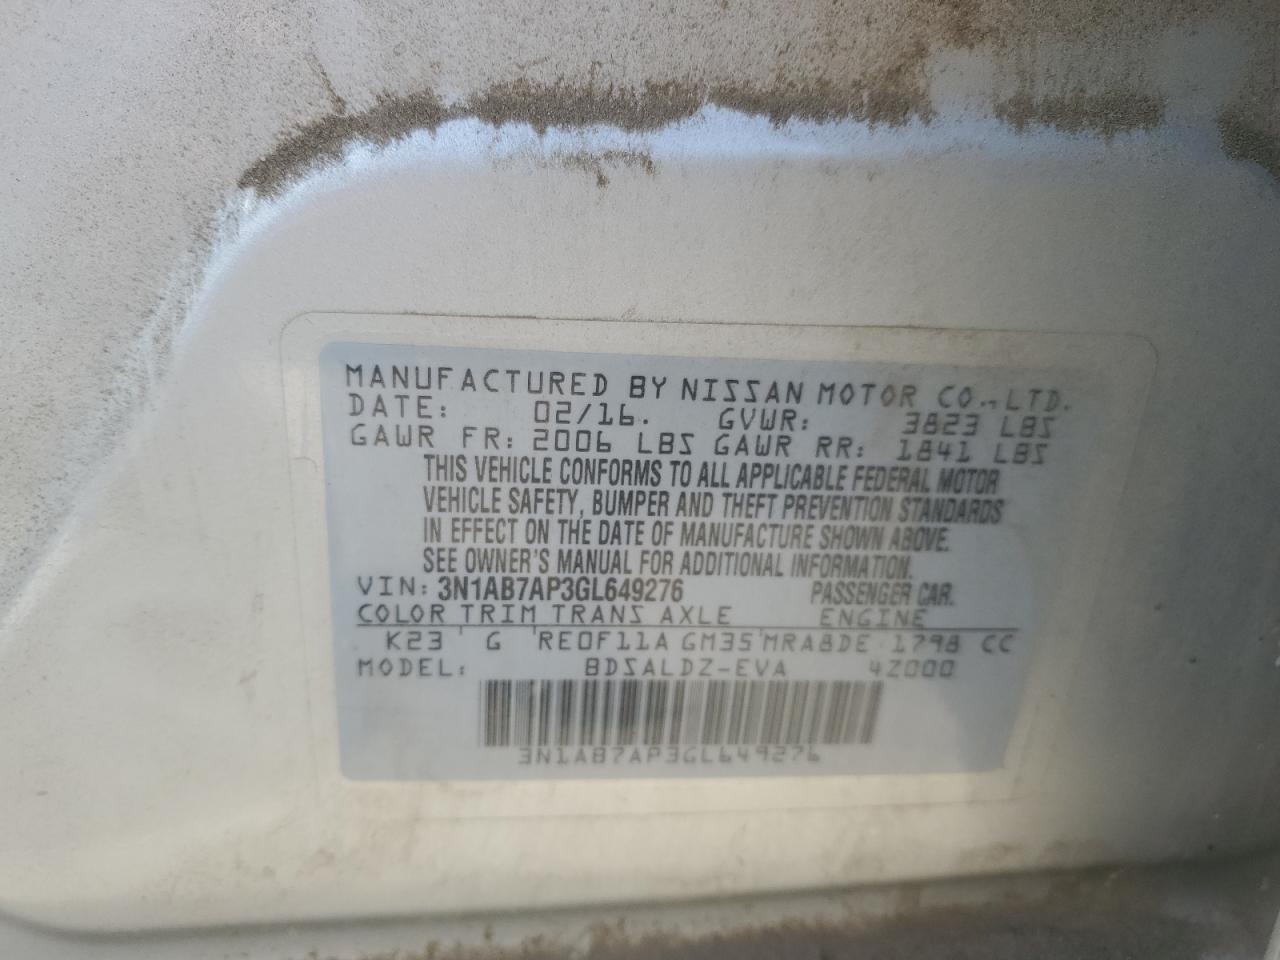 MANUFACTURED BY NISSAN MOTOR CO., LTD.
DATE: 02/16. GVWR: 3823 LBS
GAWR FR: 2006 LBS GAWR RR: 1841 LBS
THIS VEHICLE CONFORMS TO ALL APPLICABLE FEDERAL MOTOR
VEHICLE SAFETY, BUMPER AND THEFT PREVENTION STANDARDS
IN EFFECT ON THE DATE OF MANUFACTURE SHOWN ABOVE.
SEE OWNER'S MANUAL FOR ADDITIONAL INFORMATION.
VIN: 3N1AB7AP3GL649276 PASSENGER CAR.
COLOR TRIM TRANS AXLE ENGINE
K23 G RE0F11A GM35 MRA8DE 1798 CC
MODEL: BDSALDZ-EVA 4Z000
3N1AB7AP3GL649276